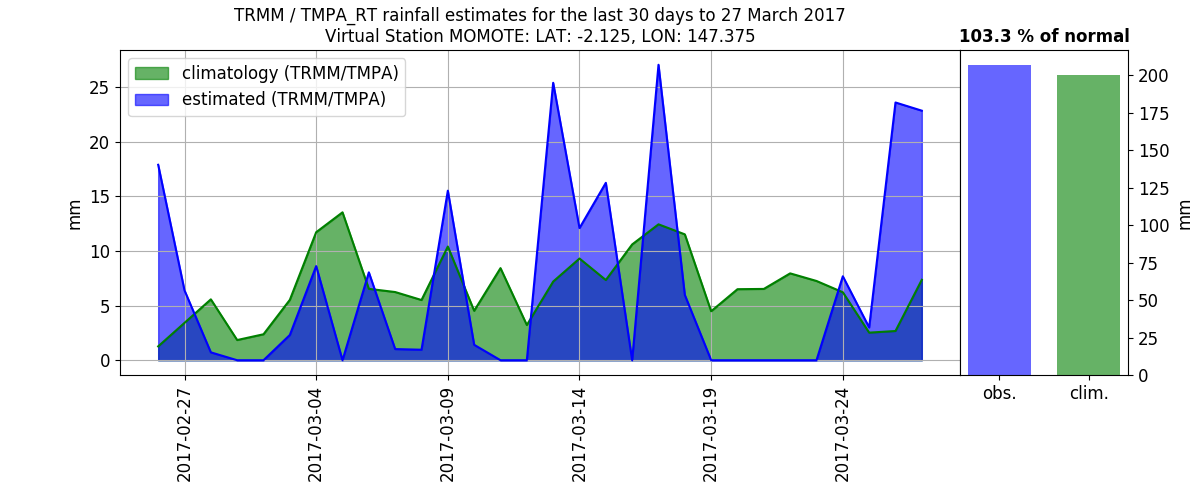 TRMM / TMPA_RT rainfall estimates for the last 30 days to 27 March 2017
Virtual Station MOMOTE: LAT: -2.125, LON: 147.375
103.3 % of normal
climatology (TRMM/TMPA)
estimated (TRMM/TMPA)
25
20
15
10
5
0
mm
2017-02-27
2017-03-04
2017-03-09
2017-03-14
2017-03-19
2017-03-24
200
175
150
125
100
75
50
25
0
mm
obs.
clim.